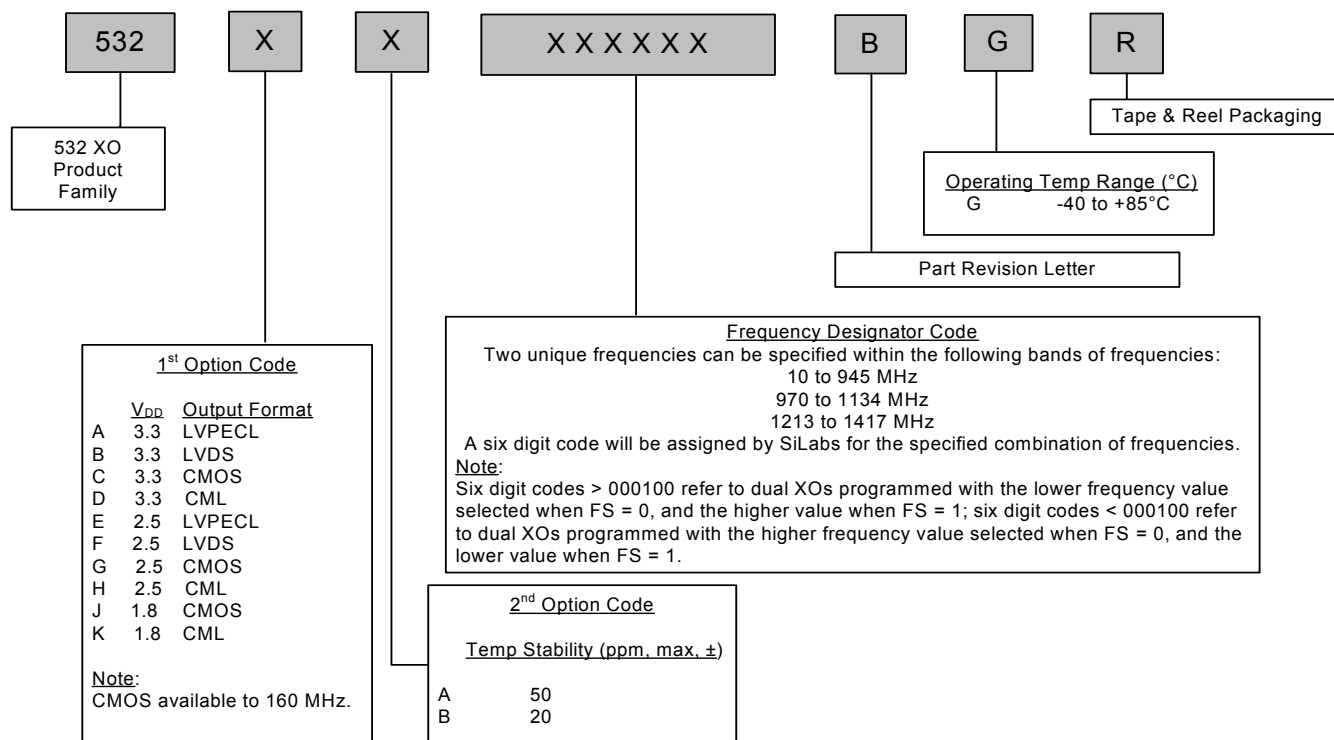 532 X X X X X X X X B G R
532 XO
Product
Family
Tape & Reel Packaging
Operating Temp Range (°C)
G -40 to +85°C
Part Revision Letter
1st Option Code
VDD Output Format
A 3.3 LVPECL
B 3.3 LVDS
C 3.3 CMOS
D 3.3 CML
E 2.5 LVPECL
F 2.5 LVDS
G 2.5 CMOS
H 2.5 CML
J 1.8 CMOS
K 1.8 CML
Note:
CMOS available to 160 MHz.
Frequency Designator Code
Two unique frequencies can be specified within the following bands of frequencies:
10 to 945 MHz
970 to 1134 MHz
1213 to 1417 MHz
A six digit code will be assigned by SiLabs for the specified combination of frequencies.
Note:
Six digit codes > 000100 refer to dual XOs programmed with the lower frequency value
selected when FS = 0, and the higher value when FS = 1; six digit codes < 000100 refer
to dual XOs programmed with the higher frequency value selected when FS = 0, and the
lower value when FS = 1.
2nd Option Code
Temp Stability (ppm, max, ±)
A 50
B 20